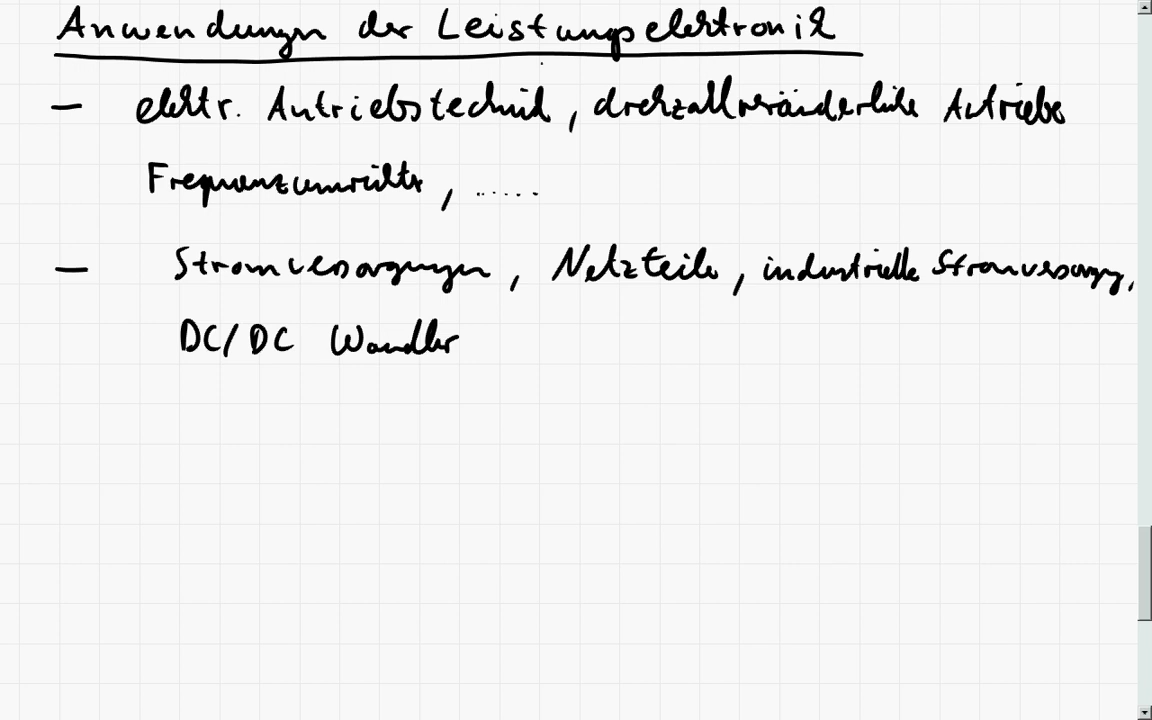 Anwendungen der Leistungselektronik
- elektr. Antriebstechnik, drehzahlveränderliche Antriebe
Frequenzumrichter, ......
- Stromversorgungen, Netzteile, industrielle Stromversorgung,
DC/DC Wandler